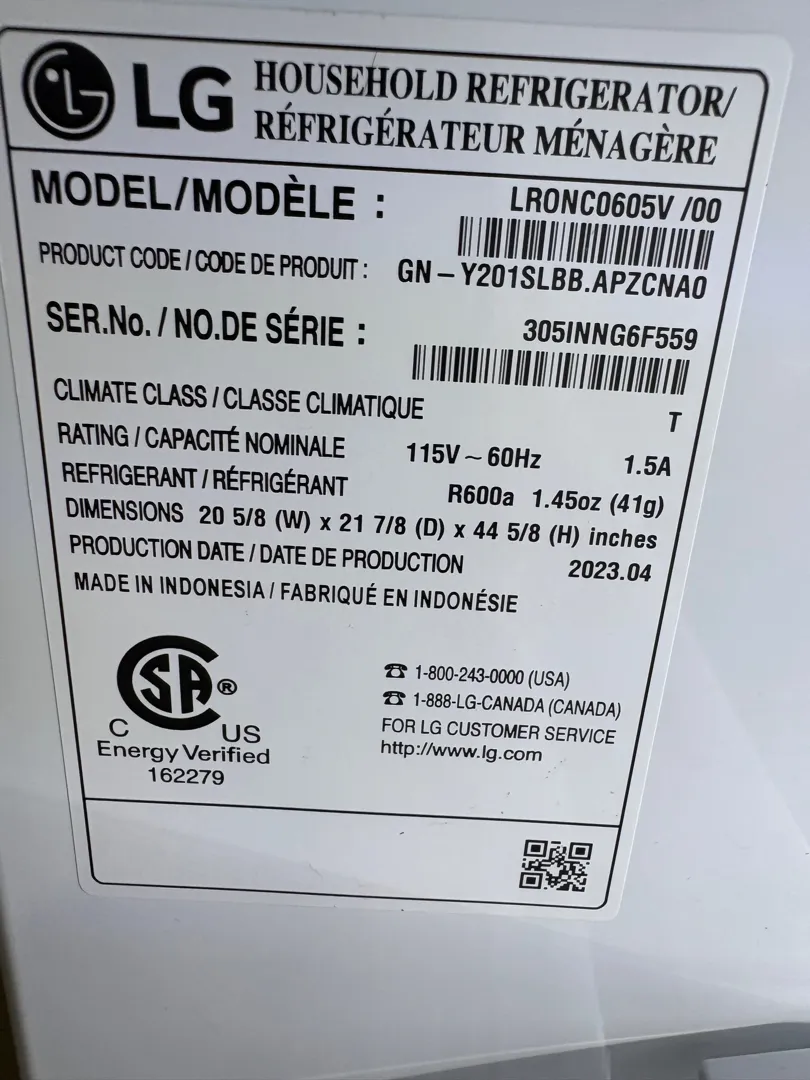 LG HOUSEHOLD REFRIGERATOR/
RÉFRIGÉRATEUR MÉNAGÈRE
MODEL/MODÈLE : LRONC0605V /00
PRODUCT CODE / CODE DE PRODUIT : GN-Y201SLBB.APZCNA0
SER.No. / NO.DE SÉRIE : 305INNG6F559
CLIMATE CLASS / CLASSE CLIMATIQUE T
RATING / CAPACITÉ NOMINALE 115V ~ 60Hz 1.5A
REFRIGERANT / RÉFRIGÉRANT R600a 1.45oz (41g)
DIMENSIONS 20 5/8 (W) x 21 7/8 (D) x 44 5/8 (H) inches
PRODUCTION DATE / DATE DE PRODUCTION 2023.04
MADE IN INDONESIA / FABRIQUÉ EN INDONÉSIE
CSA®
C US
Energy Verified
162279
☎ 1-800-243-0000 (USA)
☎ 1-888-LG-CANADA (CANADA)
FOR LG CUSTOMER SERVICE
http://www.lg.com